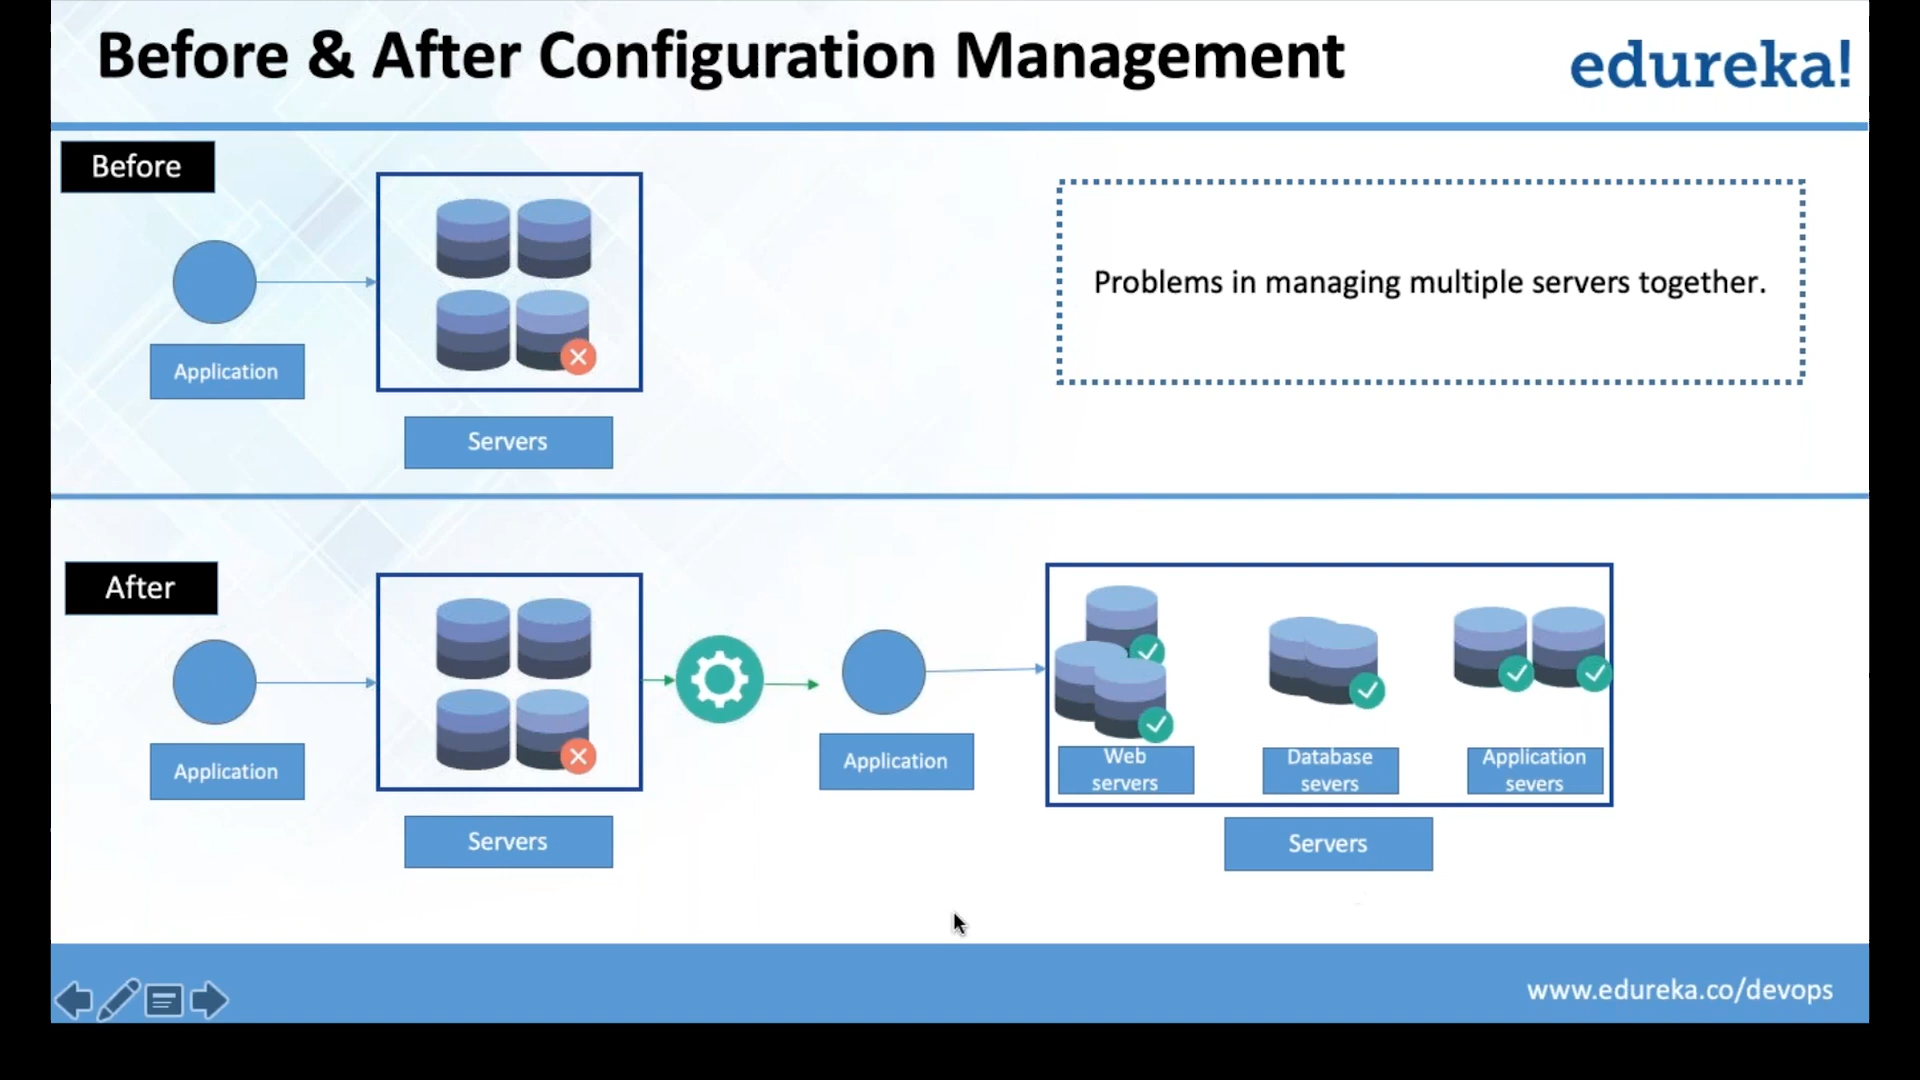 Before & After Configuration Management
edureka!
Before
Problems in managing multiple servers together.
Application
Servers
After
Application
Servers
Application
Web
servers
Database
severs
Application
severs
Servers
www.edureka.co/devops